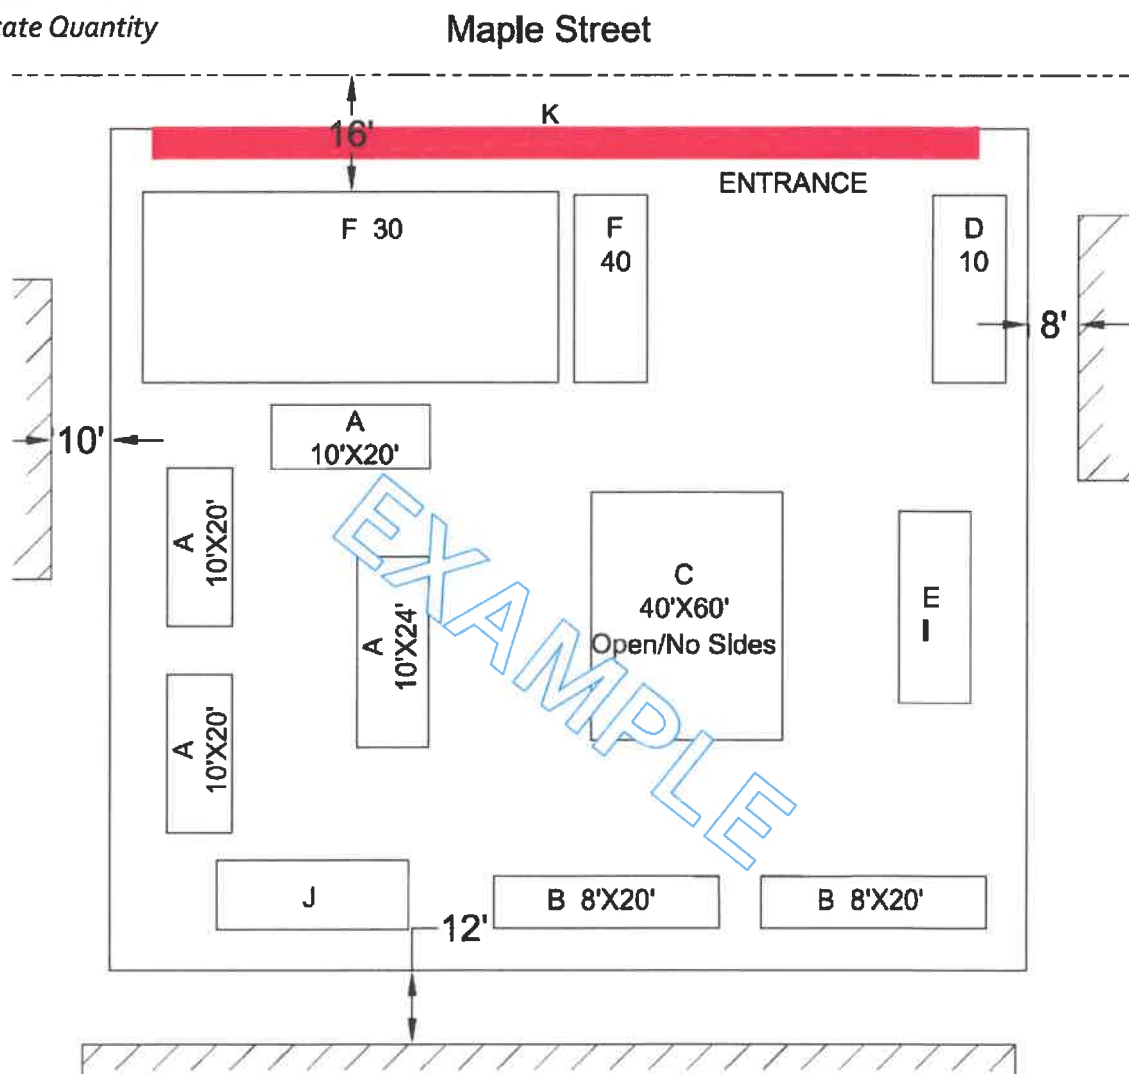 ate Quantity
Maple Street
K
16'
ENTRANCE
F 30
F
40
D
10
8'
10'
A
10'X20'
A
10'X20'
C
40'X60'
Open/No Sides
E
I
A
10'X24'
A
10'X20'
EXAMPLE
J
B 8'X20'
B 8'X20'
12'